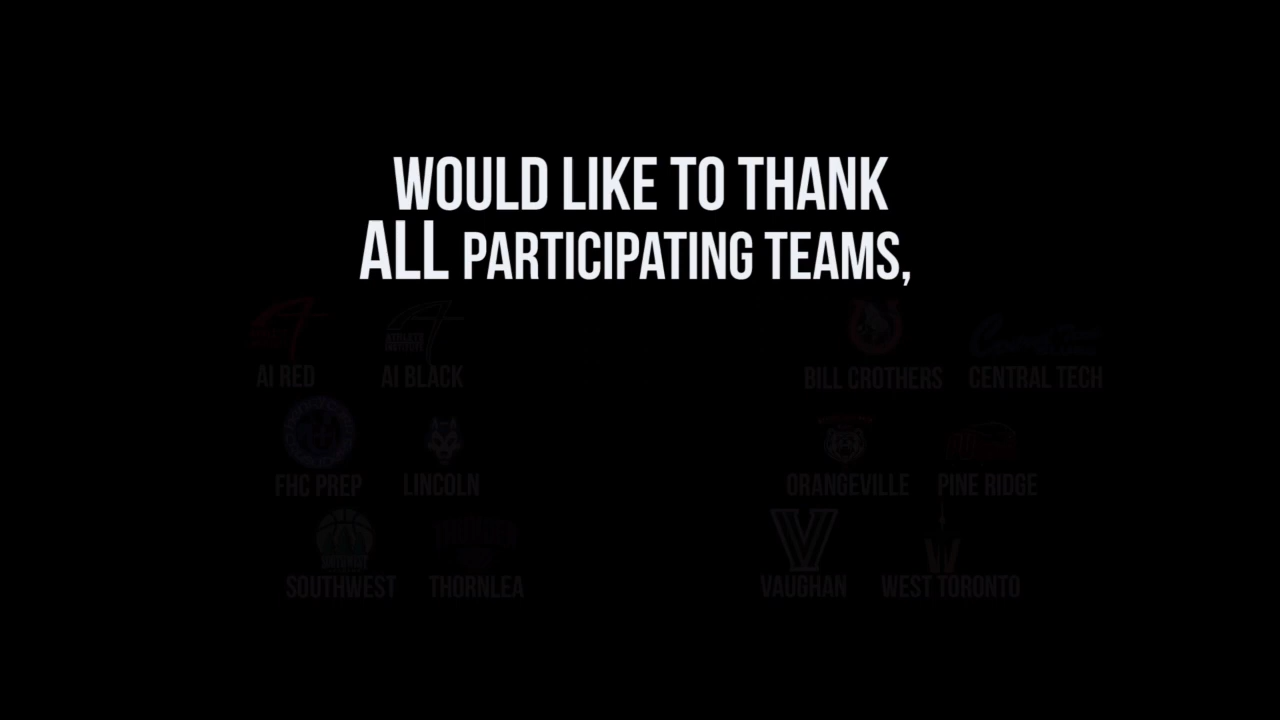 WOULD LIKE TO THANK
ALL PARTICIPATING TEAMS,
AI RED AI BLACK BILL CROTHERS CENTRAL TECH
FHC PREP LINCOLN ORANGEVILLE PINE RIDGE
SOUTHWEST THORNLEA VAUGHAN WEST TORONTO